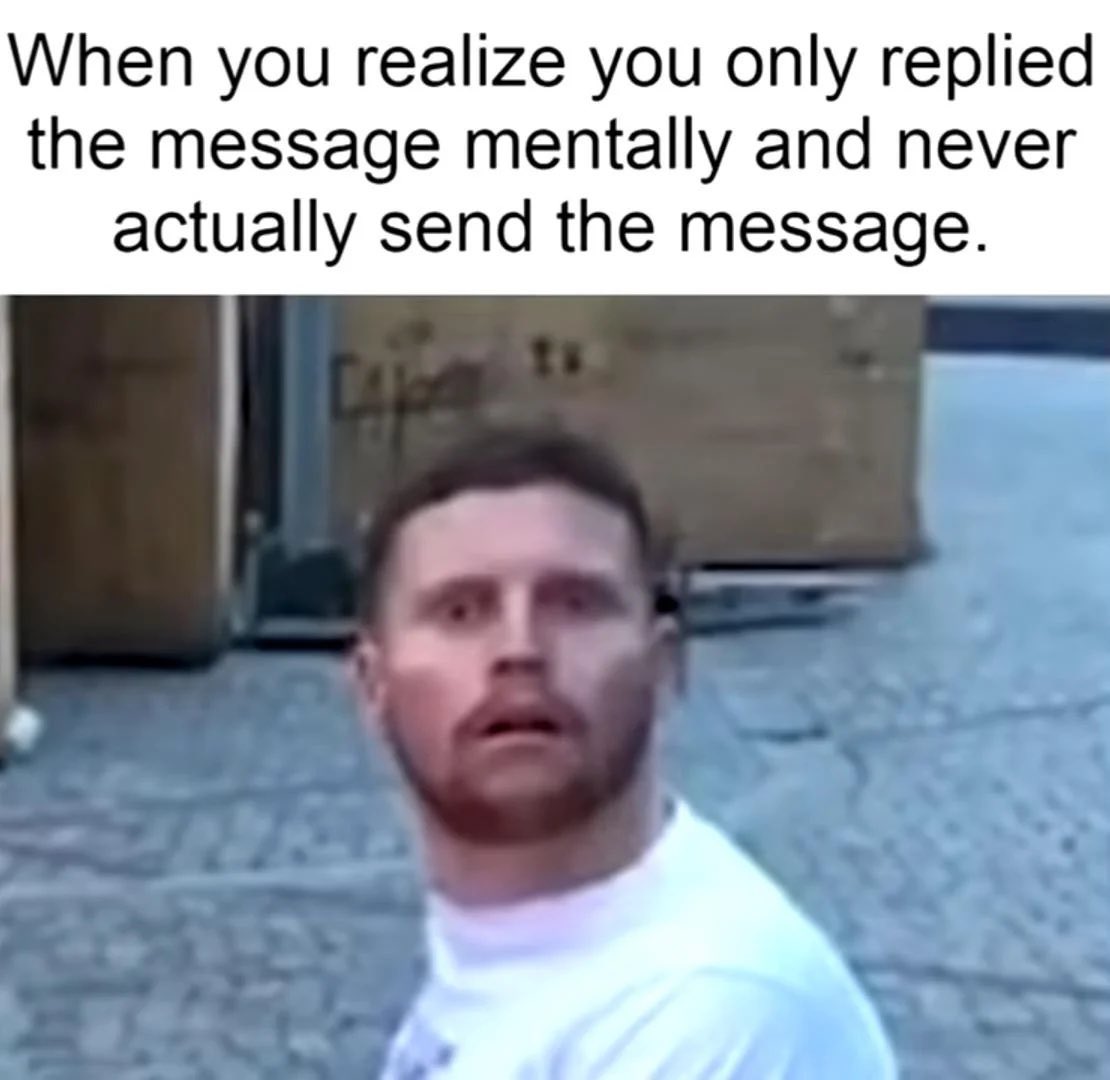 When you realize you only replied
the message mentally and never
actually send the message.